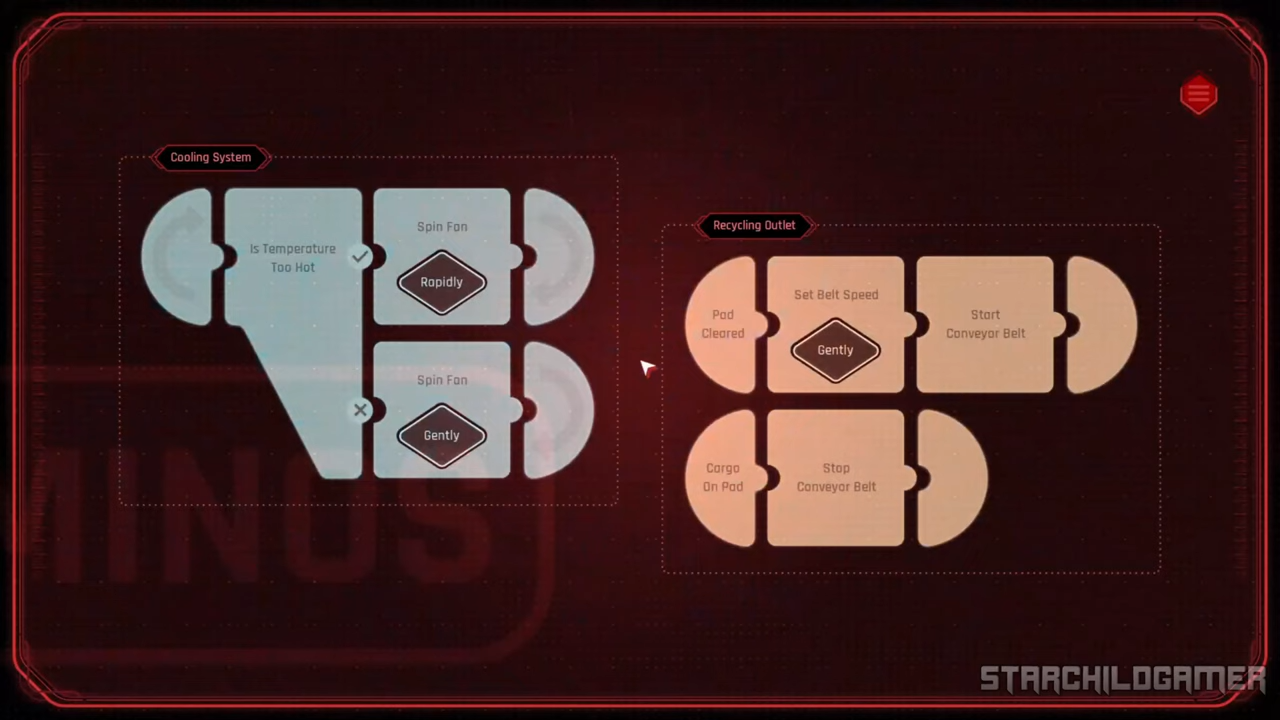 Cooling System
Is Temperature
Too Hot
Spin Fan
Rapidly
Spin Fan
Gently
Recycling Outlet
Pad
Cleared
Set Belt Speed
Gently
Start
Conveyor Belt
Cargo
On Pad
Stop
Conveyor Belt
MINOS
STARCHILDGAMER